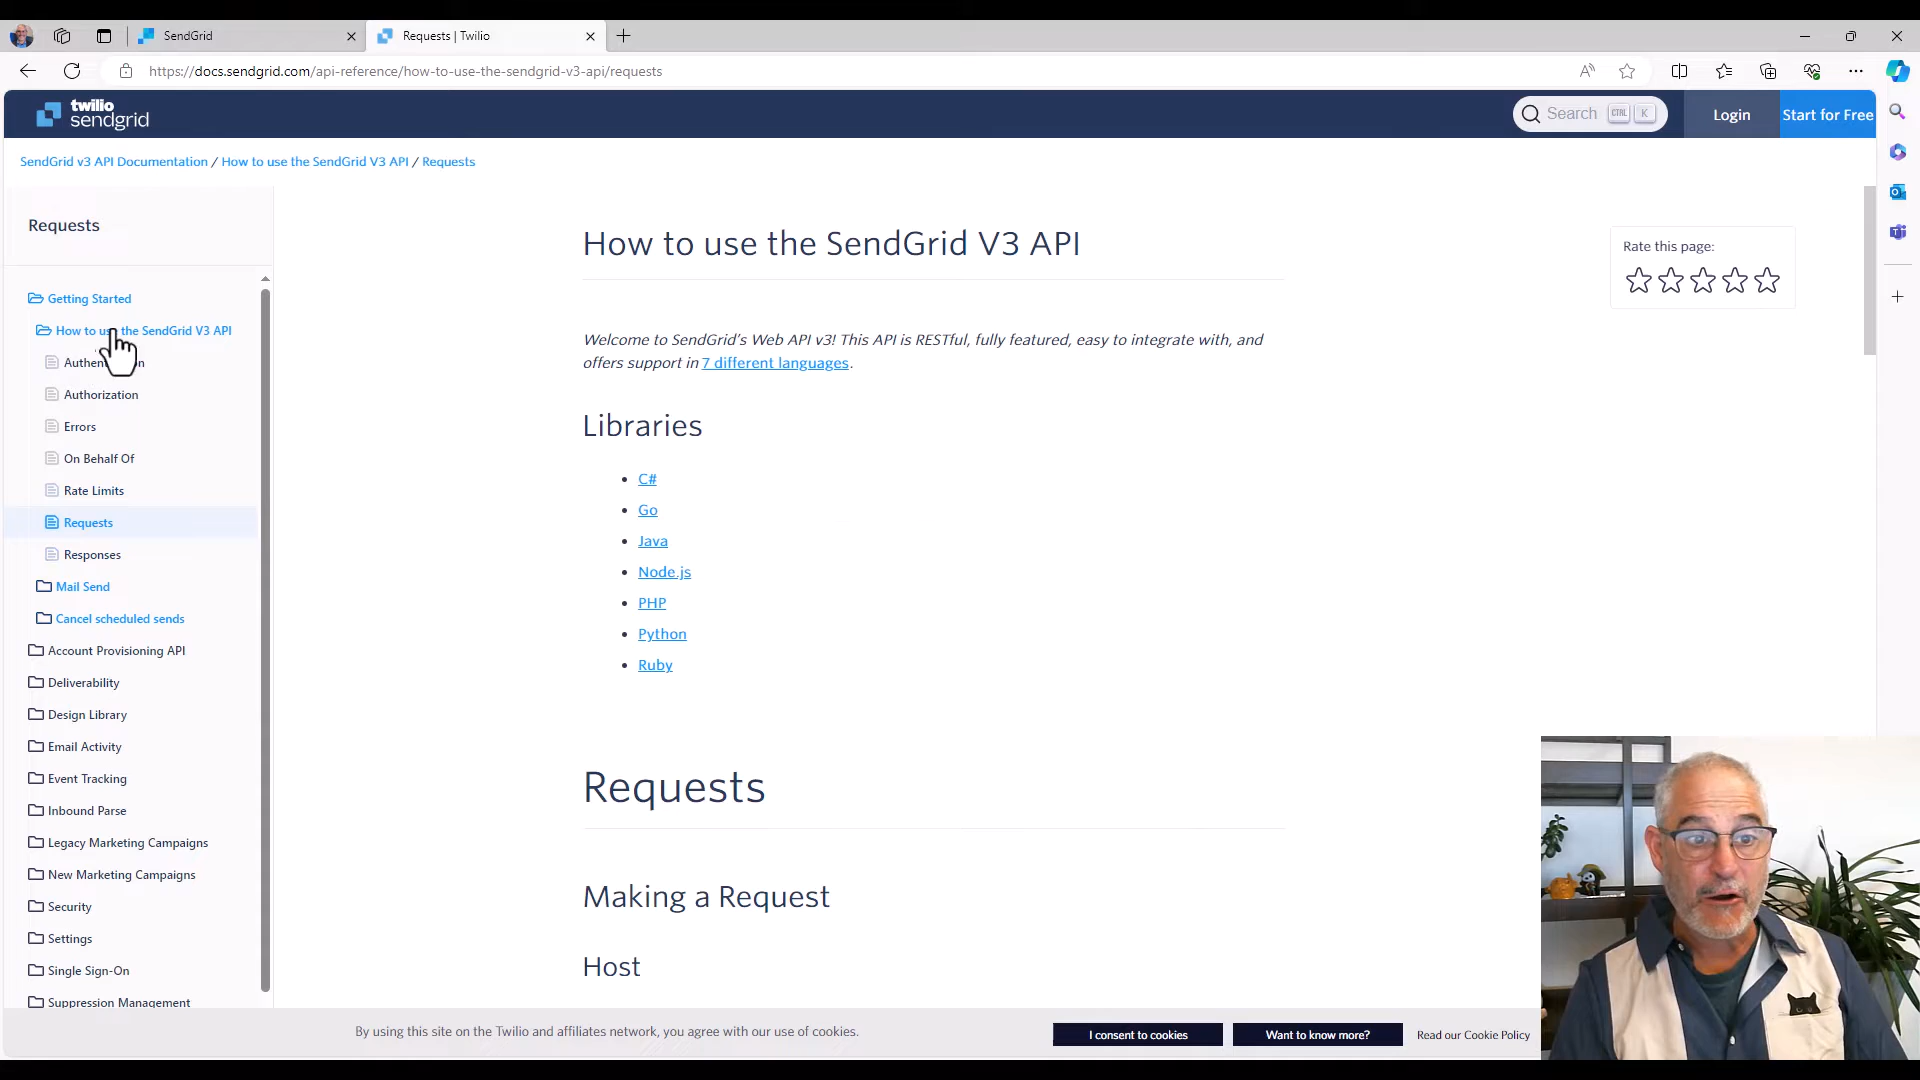 SendGrid
Requests | Twilio
https://docs.sendgrid.com/api-reference/how-to-use-the-sendgrid-v3-api/requests
twilio
sendgrid
Search CTRL K
Login
Start for Free
SendGrid v3 API Documentation / How to use the SendGrid V3 API / Requests
Requests
Getting Started
How to use the SendGrid V3 API
Authorization
Errors
On Behalf Of
Rate Limits
Requests
Responses
Mail Send
Cancel scheduled sends
Account Provisioning API
Deliverability
Design Library
Email Activity
Event Tracking
Inbound Parse
Legacy Marketing Campaigns
New Marketing Campaigns
Security
Settings
Single Sign-On
Suppression Management
How to use the SendGrid V3 API
Rate this page:
Welcome to SendGrid's Web API v3! This API is RESTful, fully featured, easy to integrate with, and
offers support in 7 different languages.
Libraries
• C#
• Go
• Java
• Node.js
• PHP
• Python
• Ruby
Requests
Making a Request
Host
By using this site on the Twilio and affiliates network, you agree with our use of cookies.
I consent to cookies
Want to know more?
Read our Cookie Policy